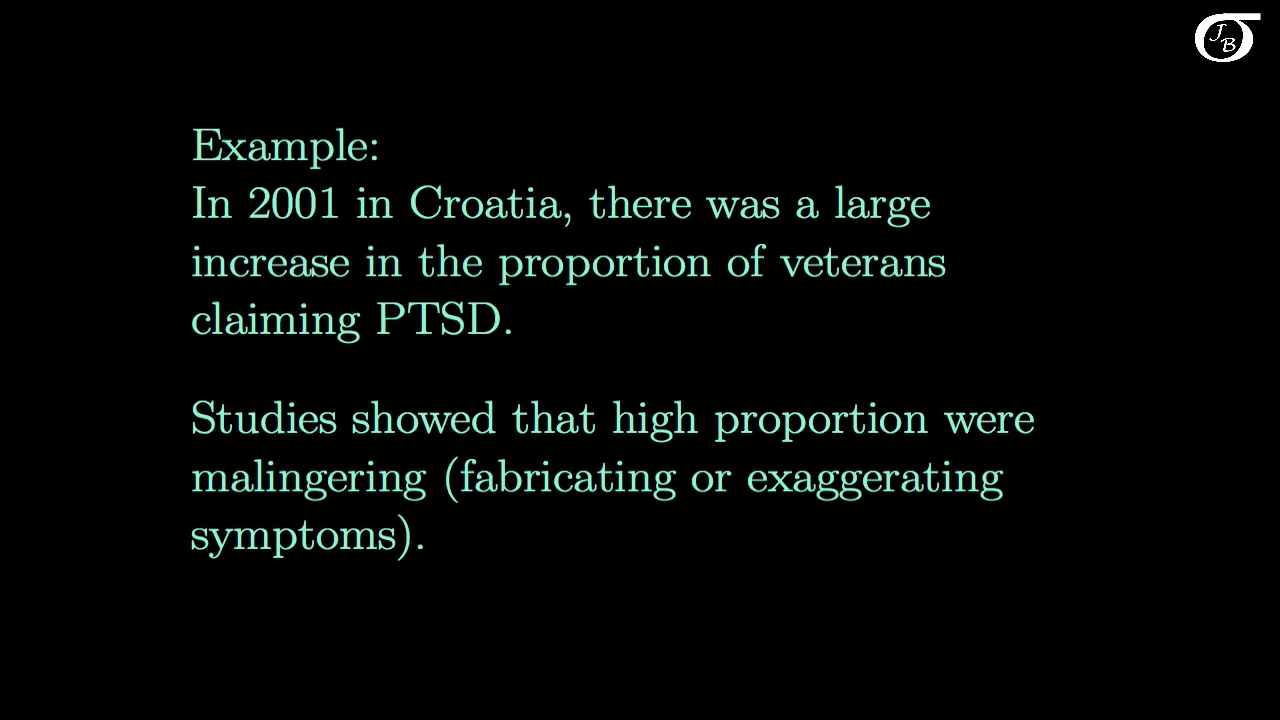 J
B
Example:
In 2001 in Croatia, there was a large
increase in the proportion of veterans
claiming PTSD.
Studies showed that high proportion were
malingering (fabricating or exaggerating
symptoms).